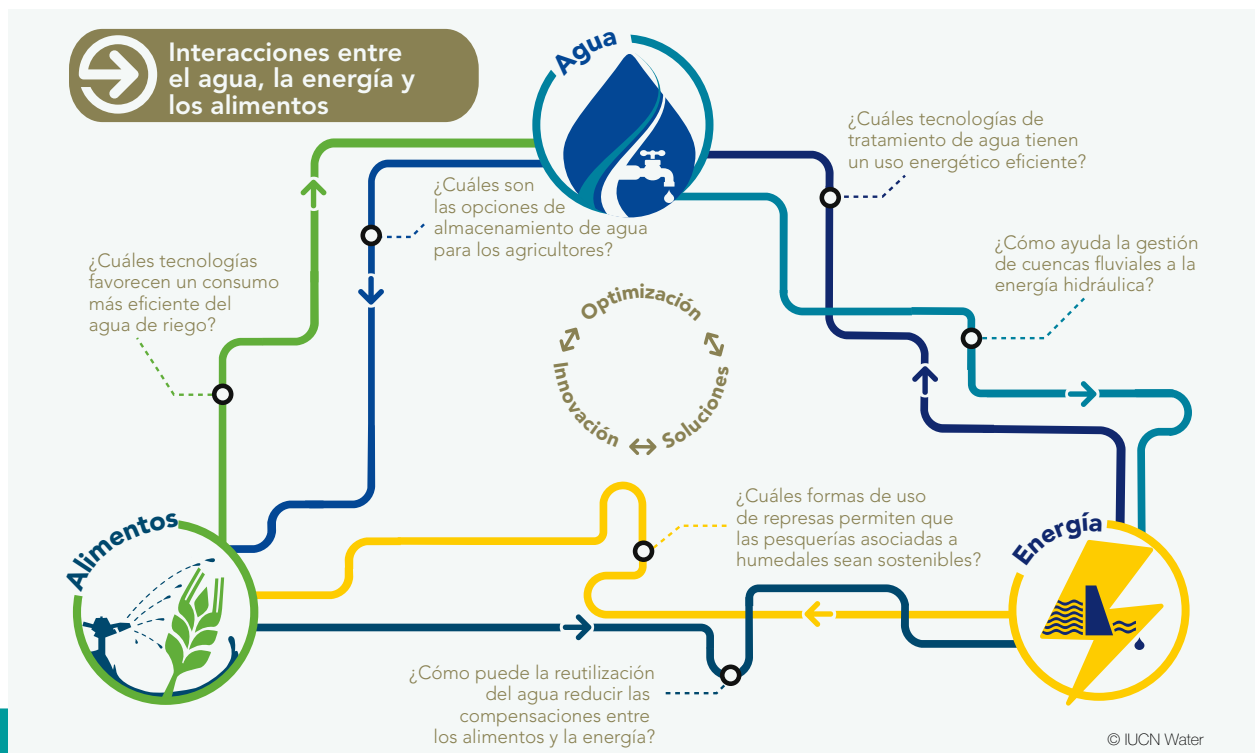 Interacciones entre
el agua, la energía y
los alimentos
Agua
¿Cuáles tecnologías de
tratamiento de agua tienen
un uso energético eficiente?
¿Cuáles son
las opciones de
almacenamiento de agua
para los agricultores?
¿Cómo ayuda la gestión
de cuencas fluviales a la
energía hidráulica?
¿Cuáles tecnologías
favorecen un consumo
más eficiente del
agua de riego?
Optimización
Innovación
Soluciones
¿Cuáles formas de uso
de represas permiten que
las pesquerías asociadas a
humedales sean sostenibles?
Alimentos
Energía
¿Cómo puede la reutilización
del agua reducir las
compensaciones entre
los alimentos y la energía?
© IUCN Water